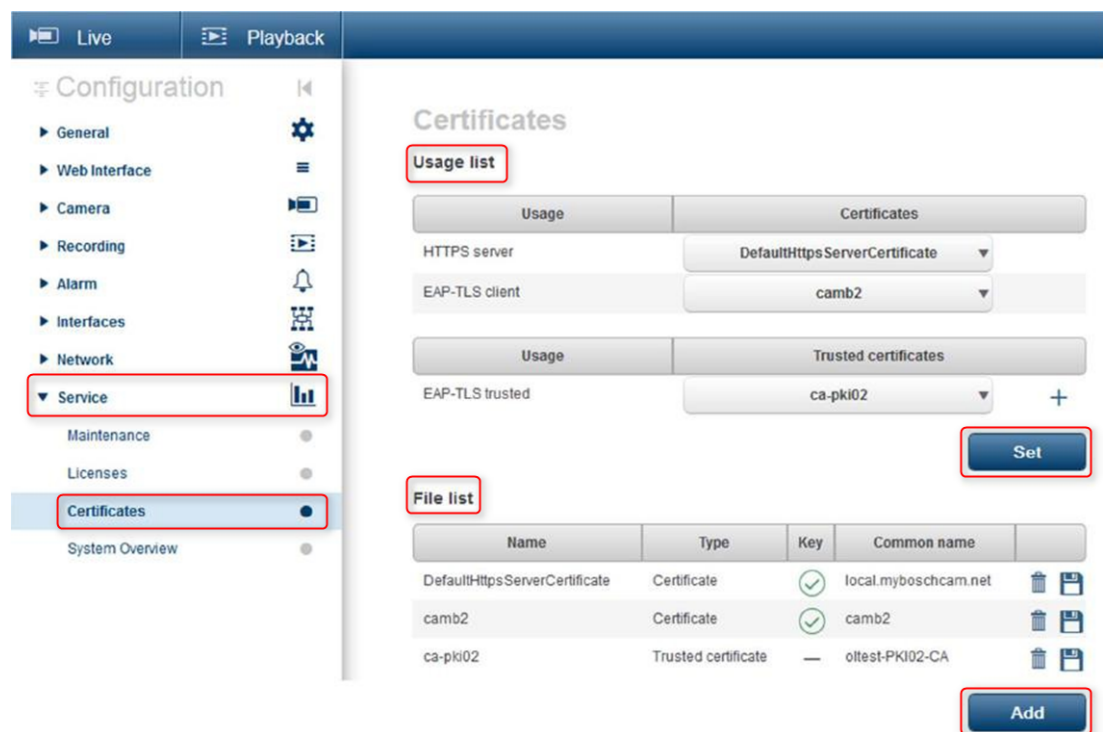 Live
Playback
Configuration
General
Web Interface
Camera
Recording
Alarm
Interfaces
Network
Service
Maintenance
Licenses
Certificates
System Overview
Certificates
Usage list
Usage Certificates
HTTPS server DefaultHttpsServerCertificate
EAP-TLS client camb2
Usage Trusted certificates
EAP-TLS trusted ca-pki02
Set
File list
Name Type Key Common name
DefaultHttpsServerCertificate Certificate local.myboschcam.net
camb2 Certificate camb2
ca-pki02 Trusted certificate — oltest-PKI02-CA
Add